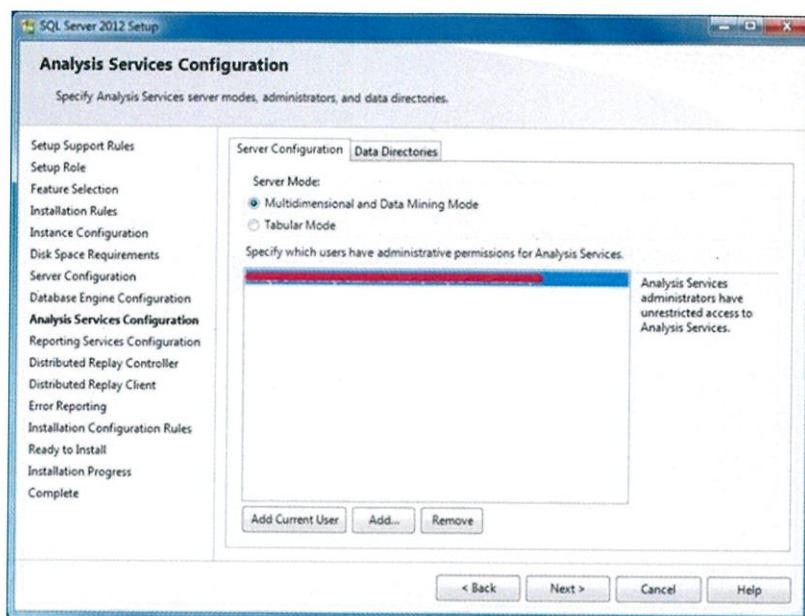 SQL Server 2012 Setup
Analysis Services Configuration
Specify Analysis Services server modes, administrators, and data directories.
Setup Support Rules
Setup Role
Feature Selection
Installation Rules
Instance Configuration
Disk Space Requirements
Server Configuration
Database Engine Configuration
Analysis Services Configuration
Reporting Services Configuration
Distributed Replay Controller
Distributed Replay Client
Error Reporting
Installation Configuration Rules
Ready to Install
Installation Progress
Complete
Server Configuration
Data Directories
Server Mode:
Multidimensional and Data Mining Mode
Tabular Mode
Specify which users have administrative permissions for Analysis Services.
Analysis Services
administrators have
unrestricted access to
Analysis Services.
Add Current User
Add...
Remove
< Back
Next >
Cancel
Help